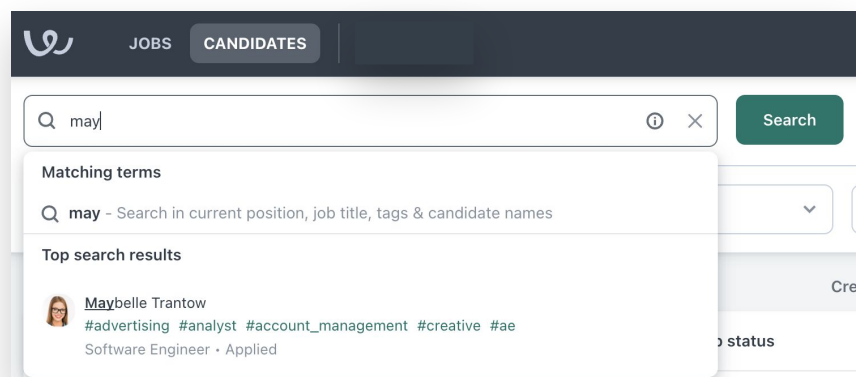 JOBS CANDIDATES
may
Search
Matching terms
may - Search in current position, job title, tags & candidate names
Top search results
Maybelle Trantow
#advertising #analyst #account_management #creative #ae
Software Engineer • Applied
status